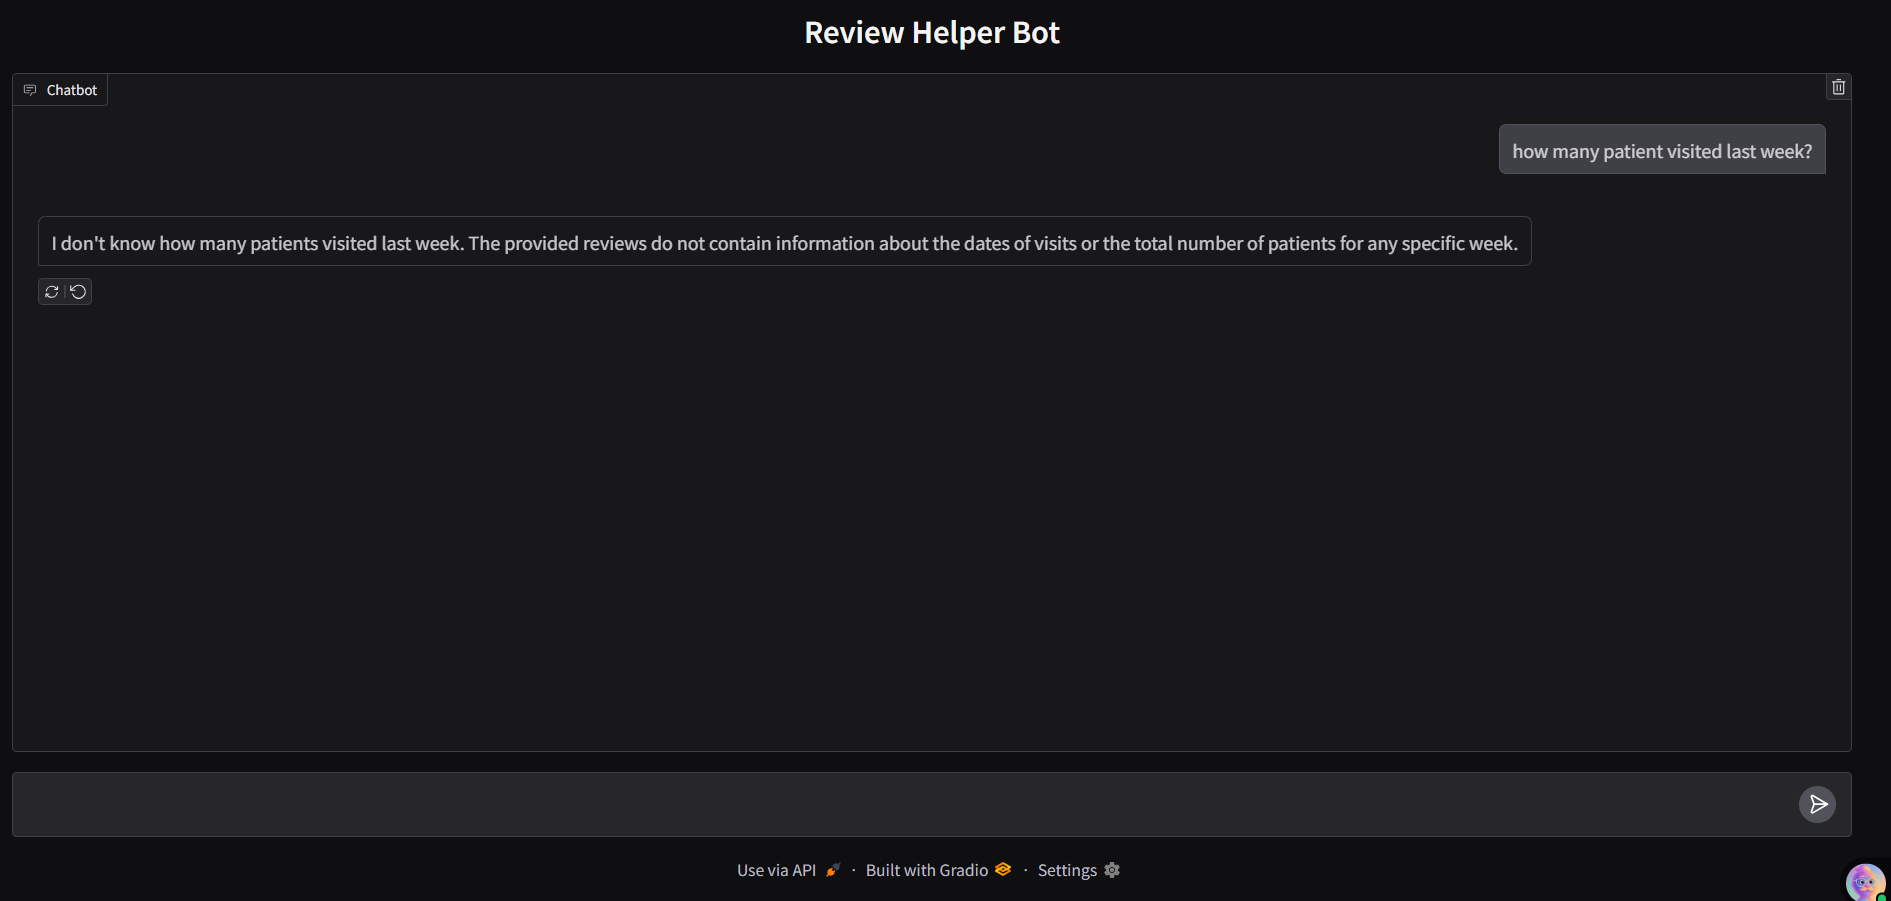 Review Helper Bot
Chatbot
how many patient visited last week?
I don't know how many patients visited last week. The provided reviews do not contain information about the dates of visits or the total number of patients for any specific week.
Use via API · Built with Gradio · Settings